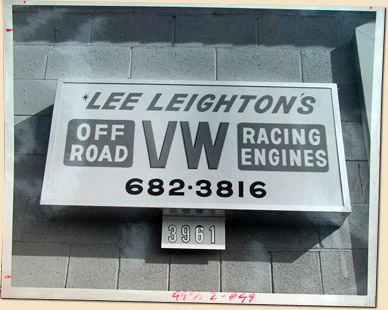 LEE LEIGHTON'S
OFF ROAD VW RACING ENGINES
682-3816
3961